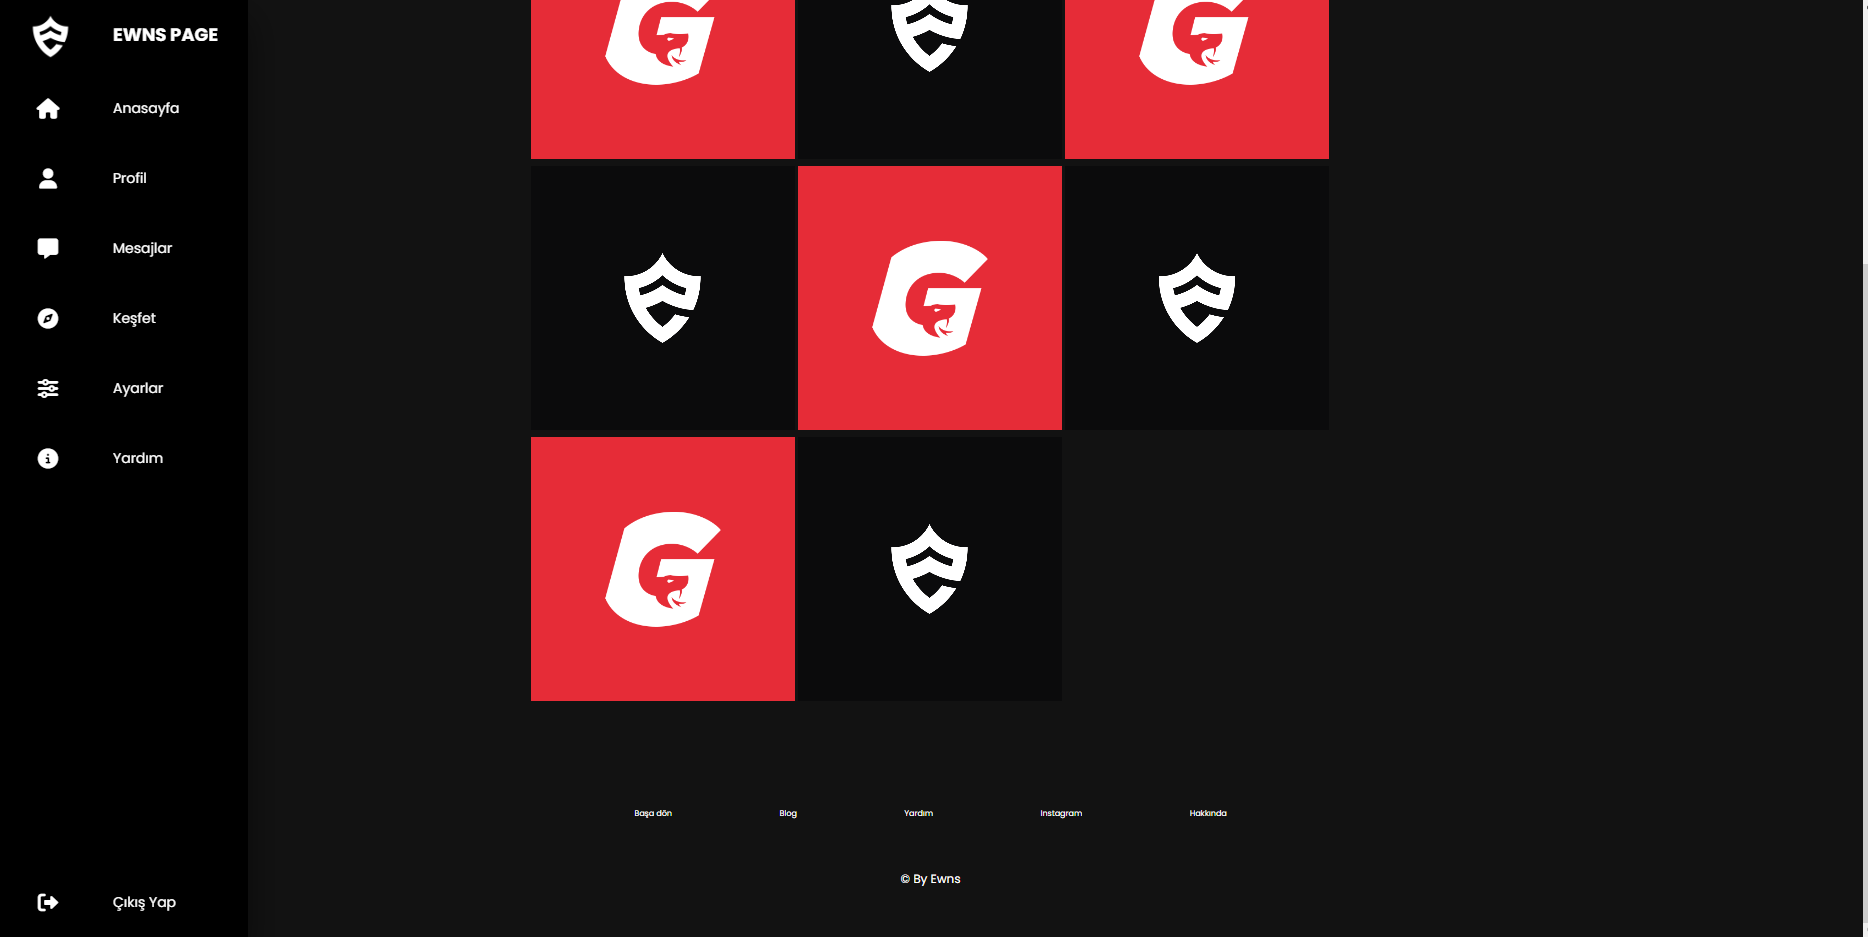 EWNS PAGE
Anasayfa
Profil
Mesajlar
Keşfet
Ayarlar
Yardım
Çıkış Yap
Başa dön
Blog
Yardım
Instagram
Hakkında
© By Ewns